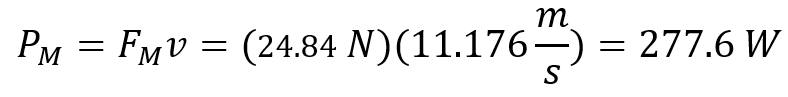 P_M = F_M v = (24.84 N)(11.176 m/s) = 277.6 W